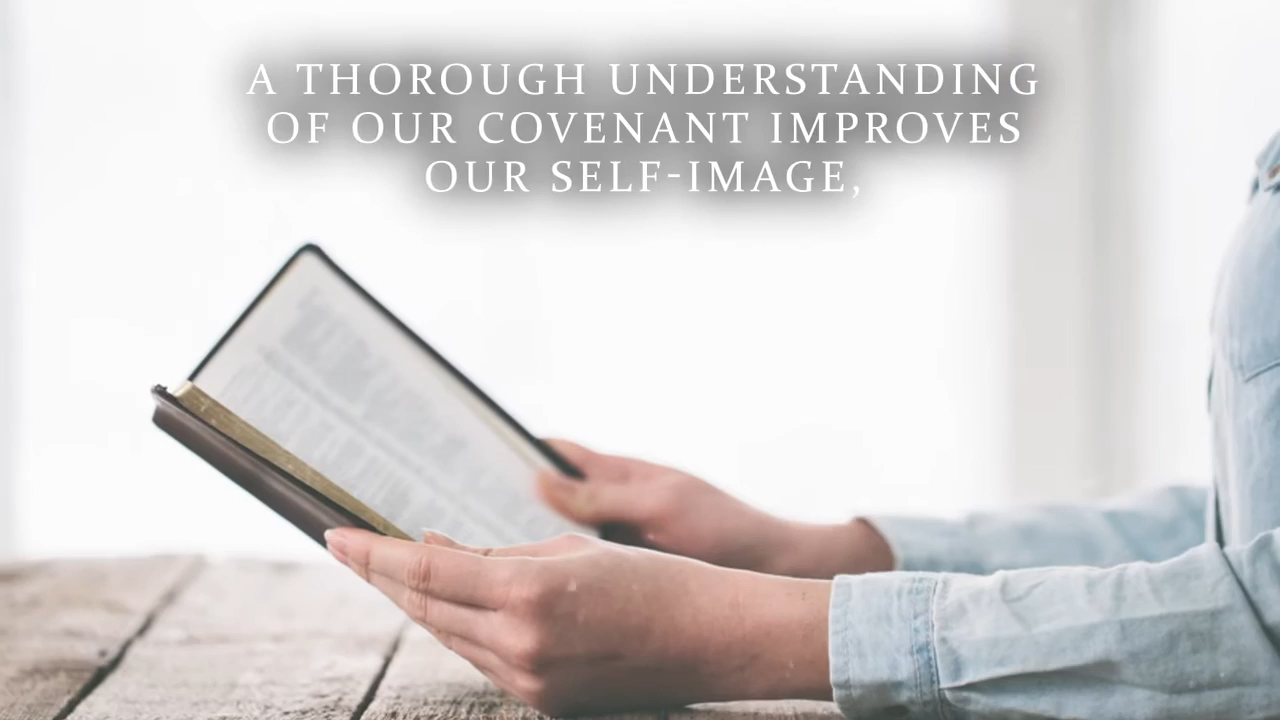 A THOROUGH UNDERSTANDING
OF OUR COVENANT IMPROVES
OUR SELF-IMAGE,